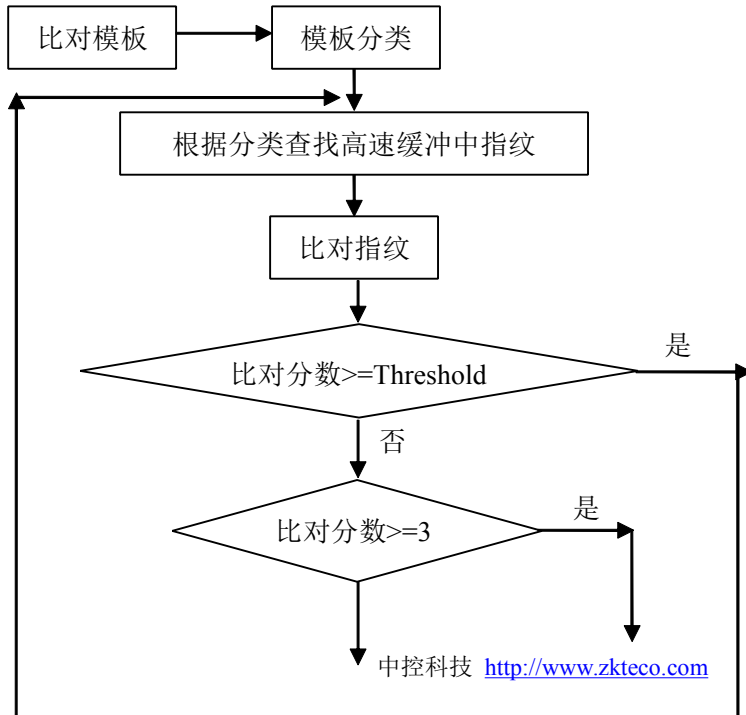 比对模板
模板分类
根据分类查找高速缓冲中指纹
比对指纹
比对分数>=Threshold
是
否
比对分数>=3
是
中控科技 http://www.zkteco.com